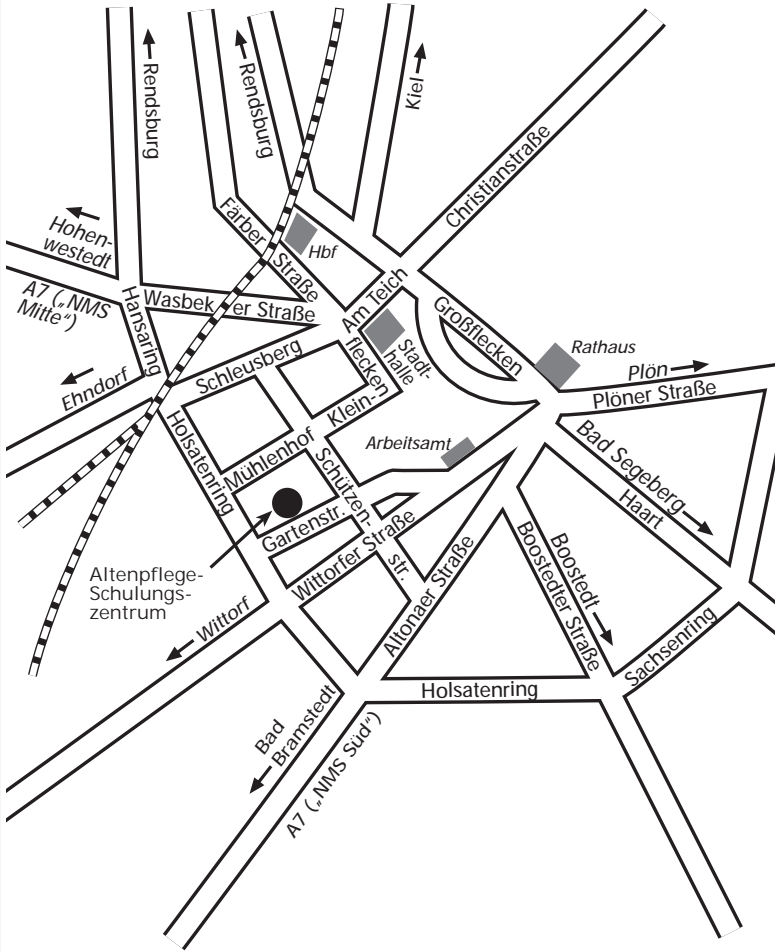 Rendsburg
Rendsburg
Kiel
Christianstraße
Hohen-
westedt
A7 („NMS
Mitte“)
Färber
Straße
Hbf
Hansaring
Wasbek er Straße
Am Teich
Großflecken
Stadt-
halle
Rathaus
Plön
Plöner Straße
Ehndorf
Schleusberg
Klein-
flecken
Holsatenring
Mühlenhof
Arbeitsamt
Schützen-
str.
Gartenstr.
Wittorfer Straße
Bad Segeberg
Haart
Altenpflege-
Schulungs-
zentrum
Wittorf
Altonaer Straße
Boostedt
Boostedter Straße
Sachsenring
Holsatenring
Bad
Bramstedt
A7 („NMS Süd“)